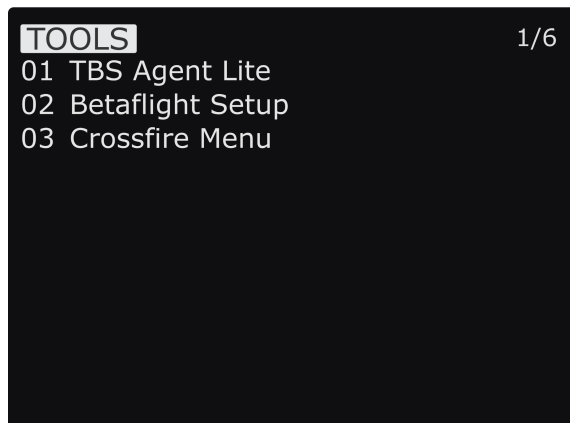 TOOLS 1/6
01 TBS Agent Lite
02 Betaflight Setup
03 Crossfire Menu